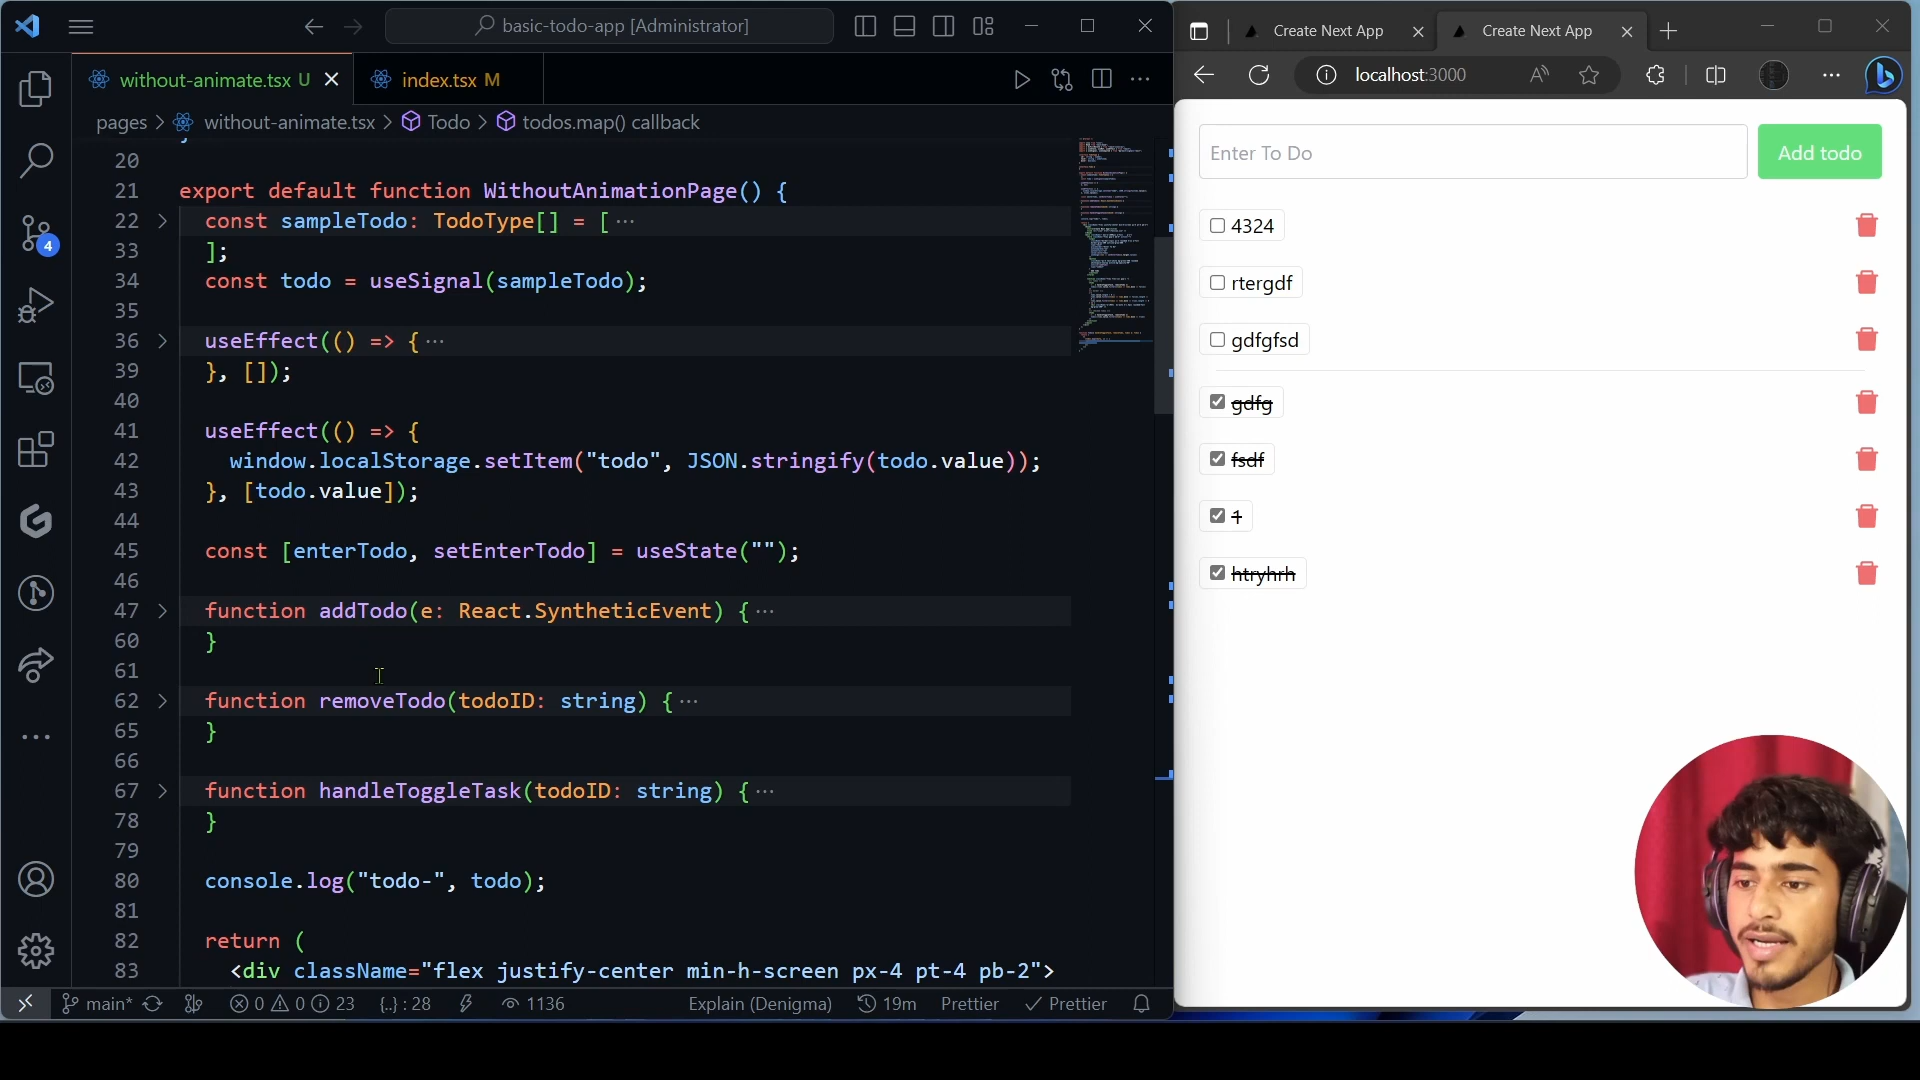 basic-todo-app [Administrator]
without-animate.tsx U
index.tsx M
pages > without-animate.tsx > Todo > todos.map() callback
20
21 export default function WithoutAnimationPage() {
22 const sampleTodo: TodoType[] = [ ···
33 ];
34 const todo = useSignal(sampleTodo);
35
36 useEffect(() => { ···
39 }, []);
40
41 useEffect(() => {
42 window.localStorage.setItem("todo", JSON.stringify(todo.value));
43 }, [todo.value]);
44
45 const [enterTodo, setEnterTodo] = useState("");
46
47 function addTodo(e: React.SyntheticEvent) { ···
60 }
61
62 function removeTodo(todoID: string) { ···
65 }
66
67 function handleToggleTask(todoID: string) { ···
78 }
79
80 console.log("todo-", todo);
81
82 return (
83 <div className="flex justify-center min-h-screen px-4 pt-4 pb-2">
4
main*
0 0 23
{..} : 28
1136
Explain (Denigma)
19m
Prettier
Prettier
Create Next App
Create Next App
localhost:3000
Enter To Do
Add todo
4324
rtergdf
gdfgfsd
gdfg
fsdf
1
htryhrh